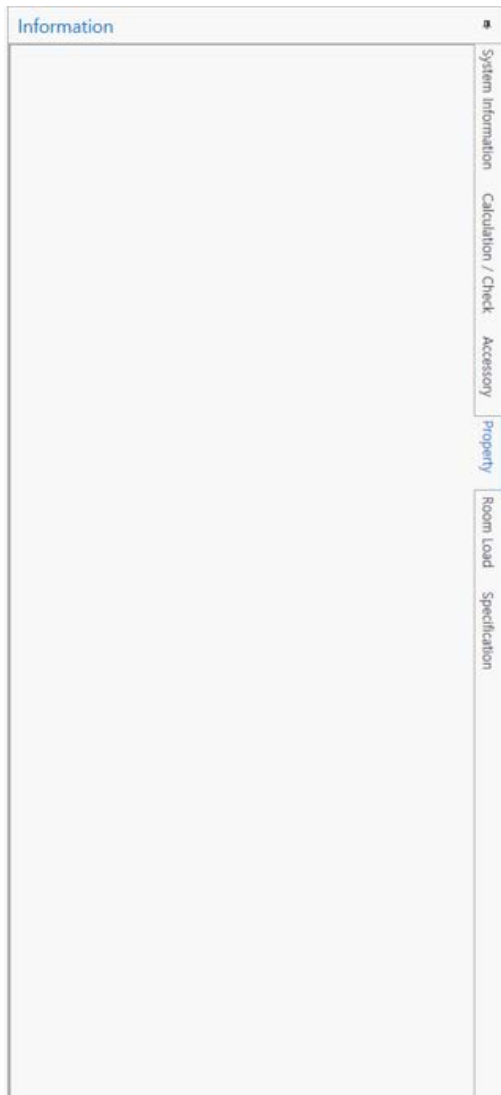 Information
System Information
Calculation / Check
Accessory
Property
Room Load
Specification